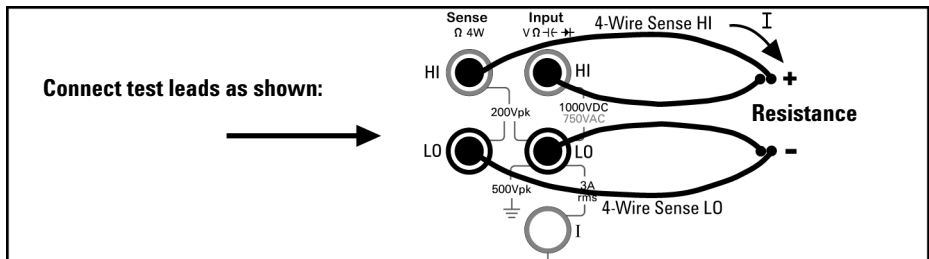 Sense Input
Ω 4W VΩ⊣⊢ ➔+
4-Wire Sense HI I
HI HI +
Connect test leads as shown:
200Vpk 1000VDC
750VAC
Resistance
LO LO -
500Vpk 3A
rms
4-Wire Sense LO
I